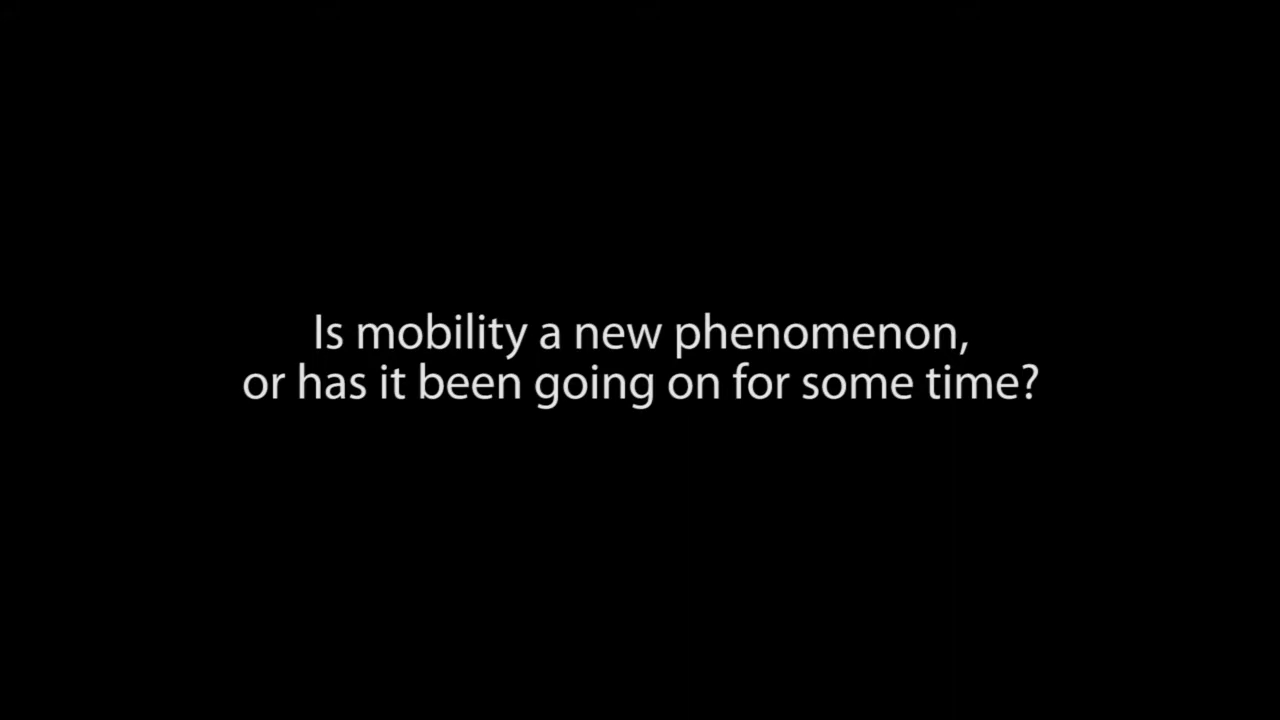 Is mobility a new phenomenon,
or has it been going on for some time?